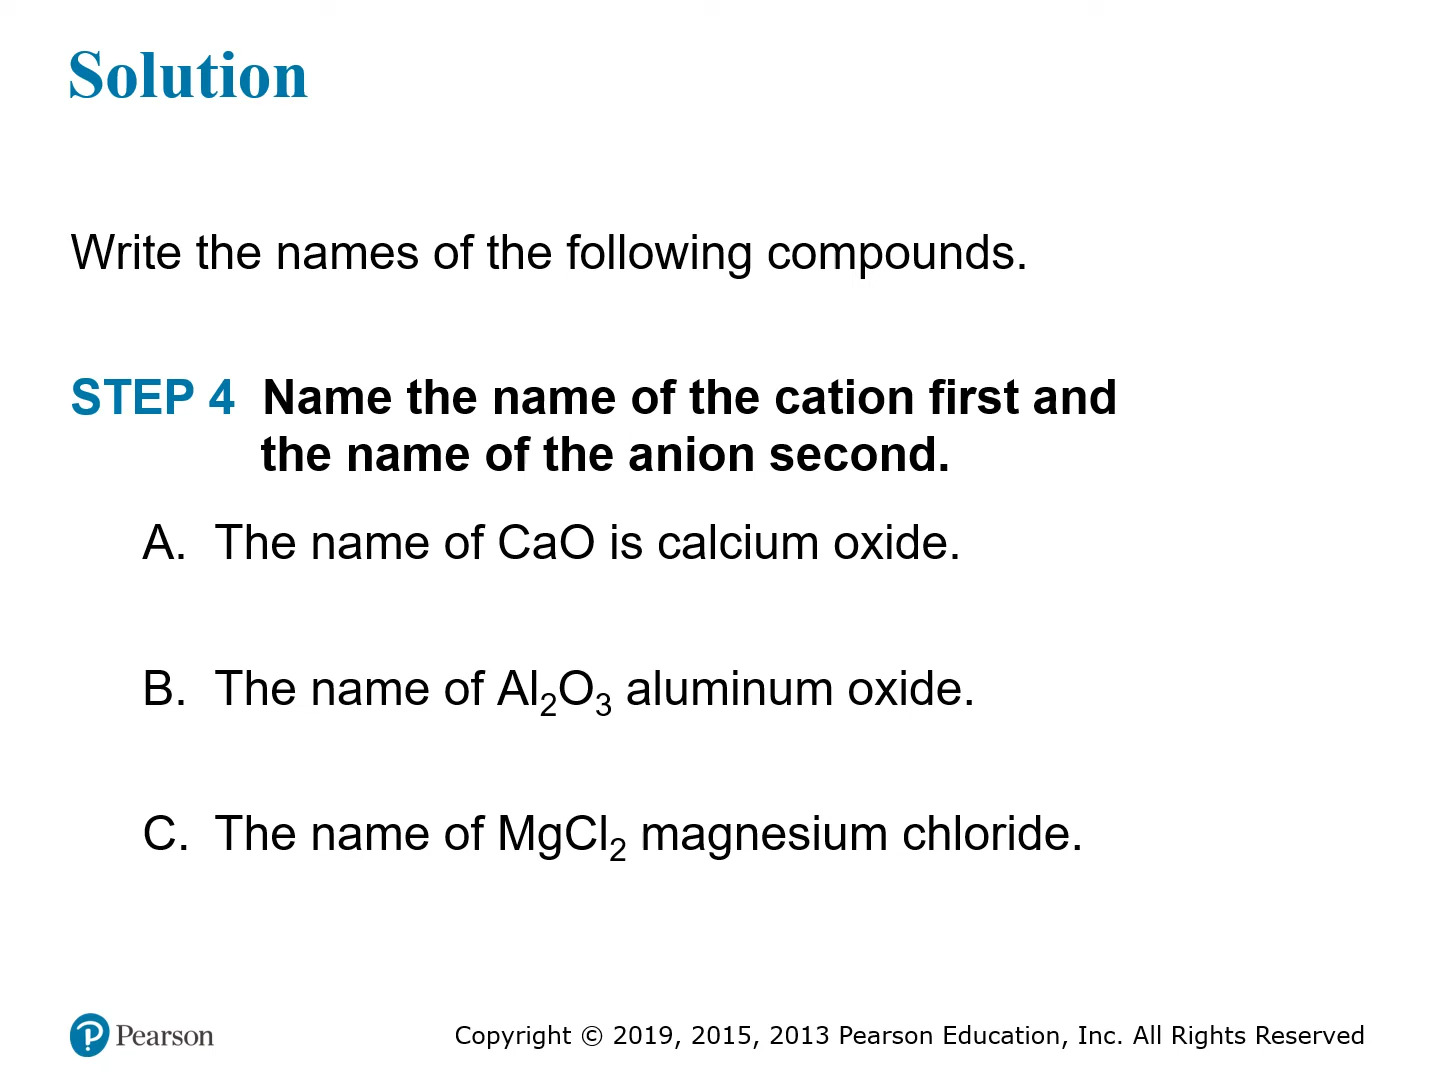 Solution
Write the names of the following compounds.
STEP 4 Name the name of the cation first and
the name of the anion second.
A. The name of CaO is calcium oxide.
B. The name of Al₂O₃ aluminum oxide.
C. The name of MgCl₂ magnesium chloride.
Pearson
Copyright © 2019, 2015, 2013 Pearson Education, Inc. All Rights Reserved